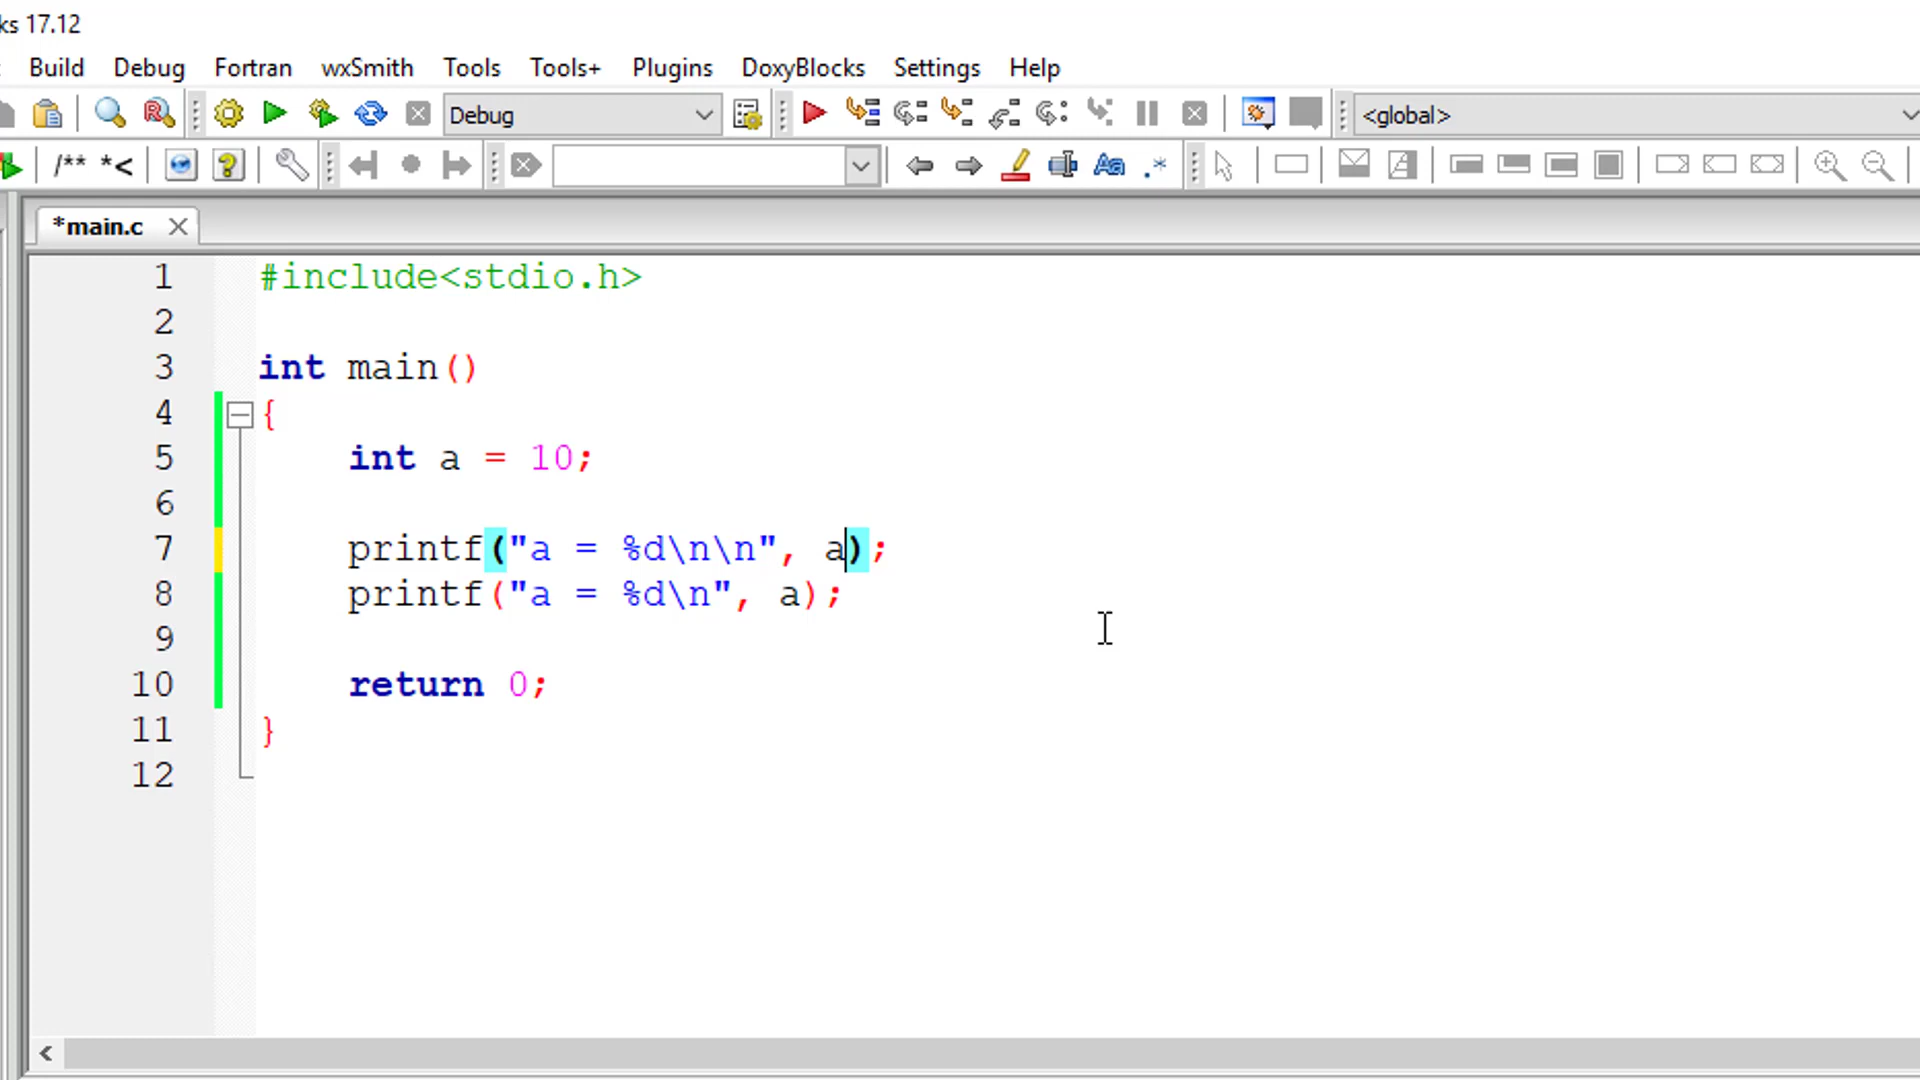 ks 17.12
Build Debug Fortran wxSmith Tools Tools+ Plugins DoxyBlocks Settings Help
Debug <global>
/** *<
*main.c
1 #include<stdio.h>
2
3 int main()
4 {
5 int a = 10;
6
7 printf("a = %d\n\n", a);
8 printf("a = %d\n", a);
9
10 return 0;
11 }
12